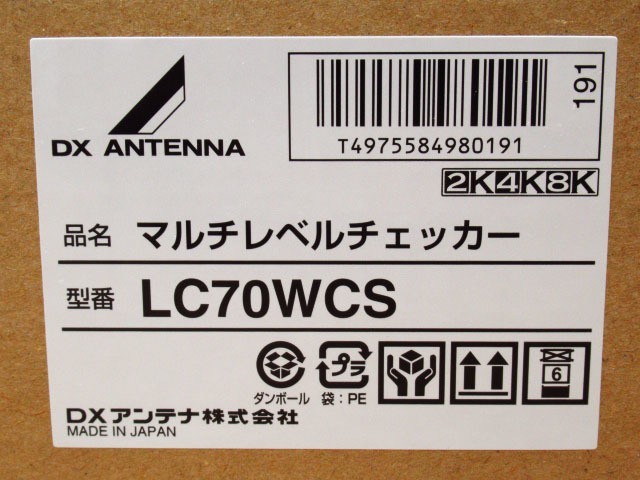 DX ANTENNA
T4975584980191
191
2K4K8K
品名 マルチレベルチェッカー
型番 LC70WCS
プラ
6
ダンボール 袋：PE
DXアンテナ株式会社
MADE IN JAPAN